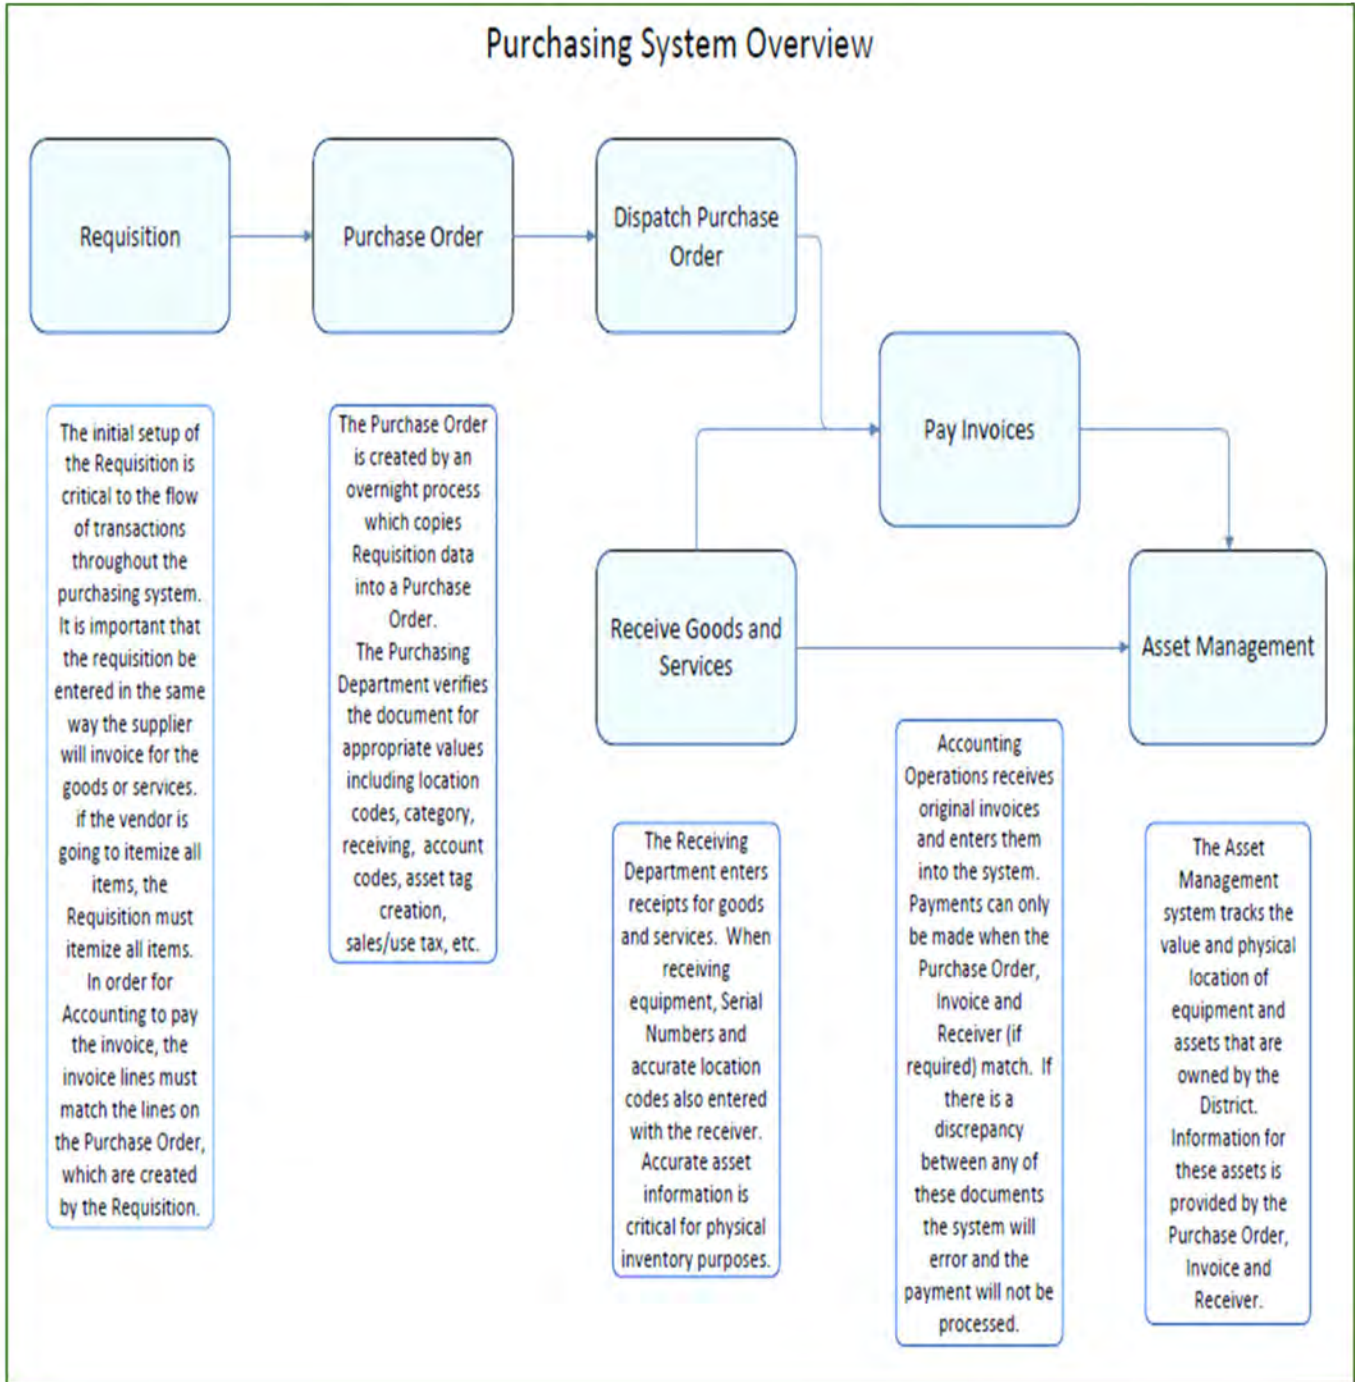 Purchasing System Overview
Requisition
Purchase Order
Dispatch Purchase
Order
Pay Invoices
Receive Goods and
Services
Asset Management
The initial setup of
the Requisition is
critical to the flow
of transactions
throughout the
purchasing system.
It is important that
the requisition be
entered in the same
way the supplier
will invoice for the
goods or services.
if the vendor is
going to itemize all
items, the
Requisition must
itemize all items.
In order for
Accounting to pay
the invoice, the
invoice lines must
match the lines on
the Purchase Order,
which are created
by the Requisition.
The Purchase Order
is created by an
overnight process
which copies
Requisition data
into a Purchase
Order.
The Purchasing
Department verifies
the document for
appropriate values
including location
codes, category,
receiving, account
codes, asset tag
creation,
sales/use tax, etc.
The Receiving
Department enters
receipts for goods
and services. When
receiving
equipment, Serial
Numbers and
accurate location
codes also entered
with the receiver.
Accurate asset
information is
critical for physical
inventory purposes.
Accounting
Operations receives
original invoices
and enters them
into the system.
Payments can only
be made when the
Purchase Order,
Invoice and
Receiver (if
required) match. If
there is a
discrepancy
between any of
these documents
the system will
error and the
payment will not be
processed.
The Asset
Management
system tracks the
value and physical
location of
equipment and
assets that are
owned by the
District.
Information for
these assets is
provided by the
Purchase Order,
Invoice and
Receiver.